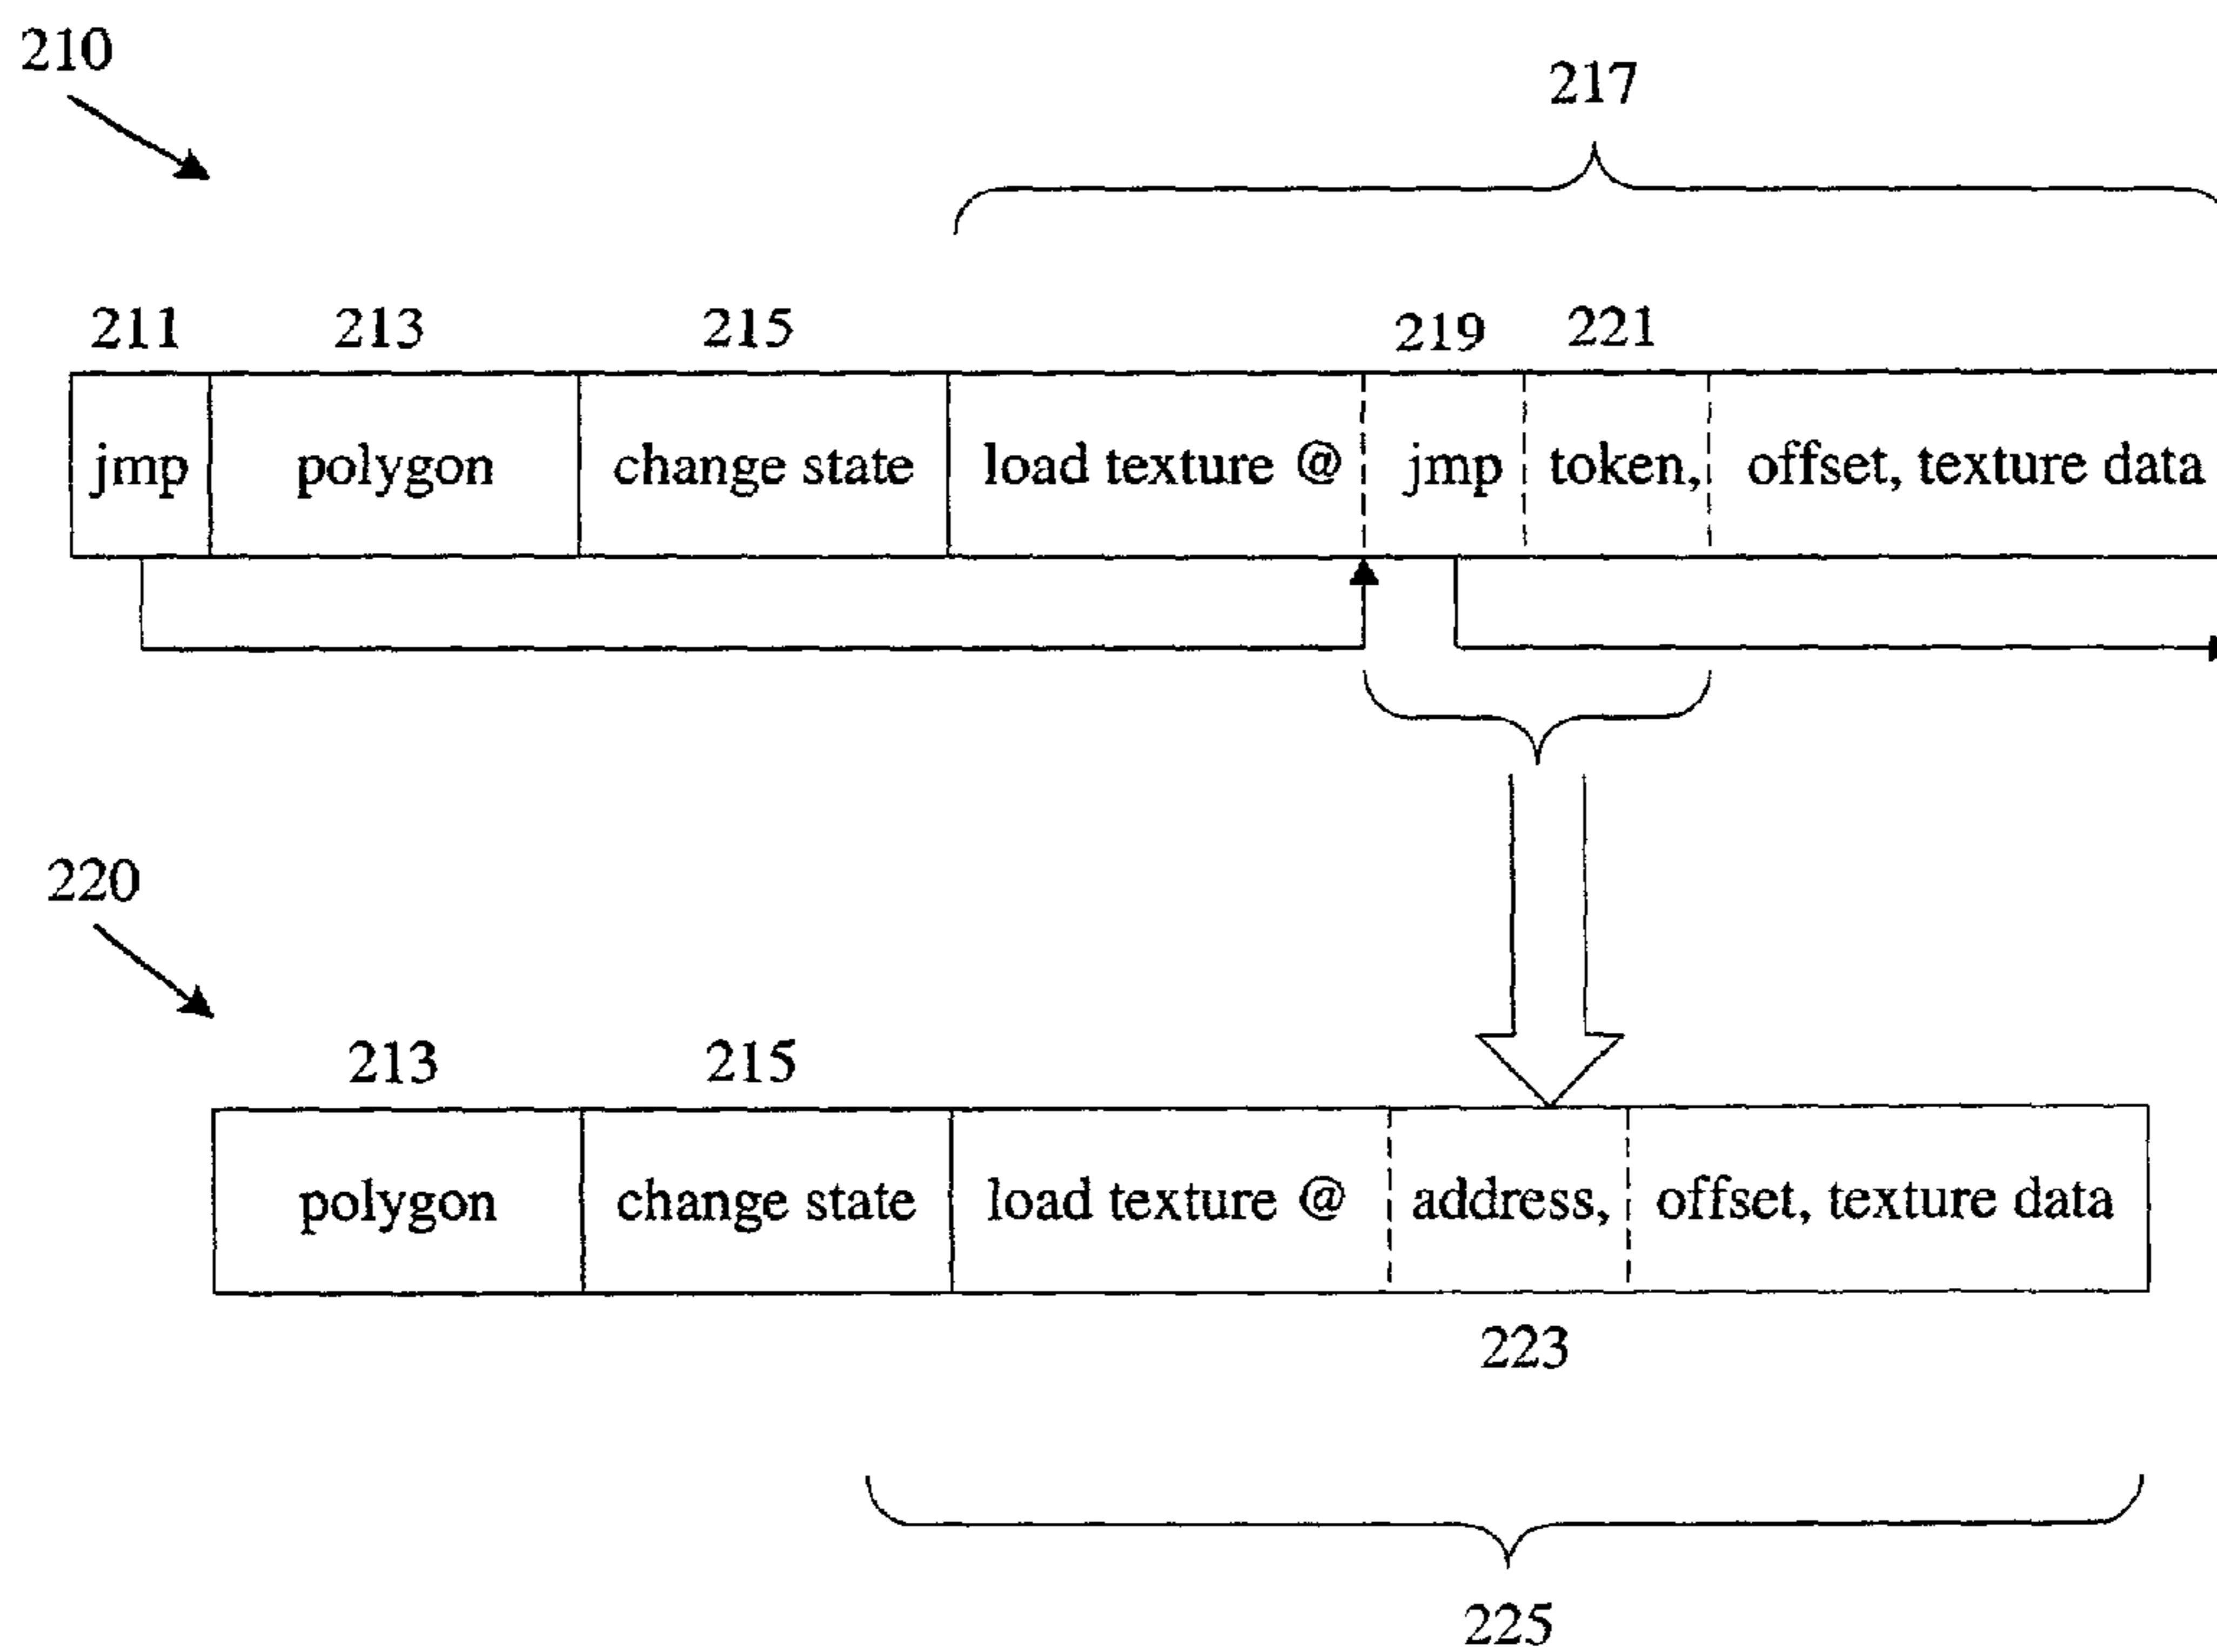 210
217
211 213 215 219 221
jmp polygon change state load texture @ jmp token, offset, texture data
220
213 215
polygon change state load texture @ address, offset, texture data
223
225